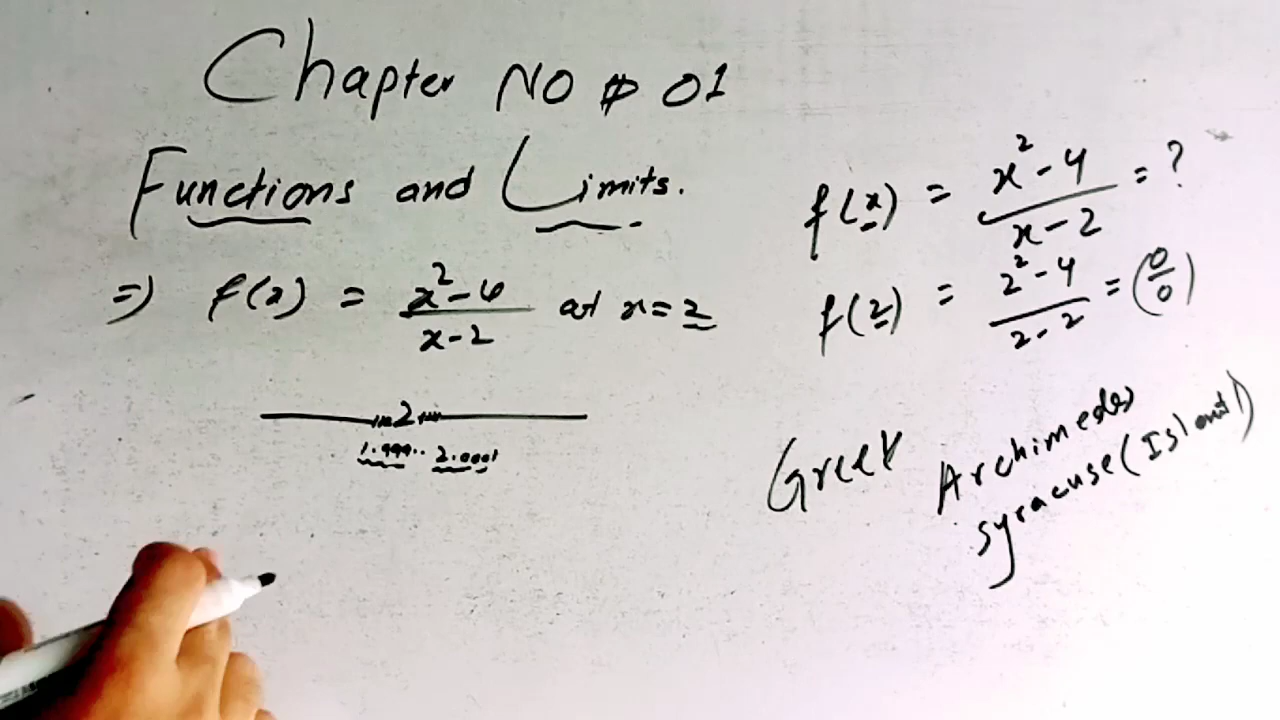 Chapter NO # 01
Functions and Limits.
⇒ f(x) = x²-4 / x-2 at x=2
2
1.999.. 2.0001
f(x) = x²-4 / x-2 = ?
f(2) = 2²-4 / 2-2 = (0/0)
Greek Archimedes
Syracuse (Island)